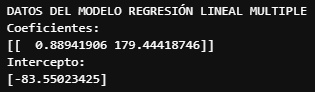 DATOS DEL MODELO REGRESIÓN LINEAL MULTIPLE
Coeficientes:
[[  0.88941906 179.44418746]]
Intercepto:
[-83.55023425]